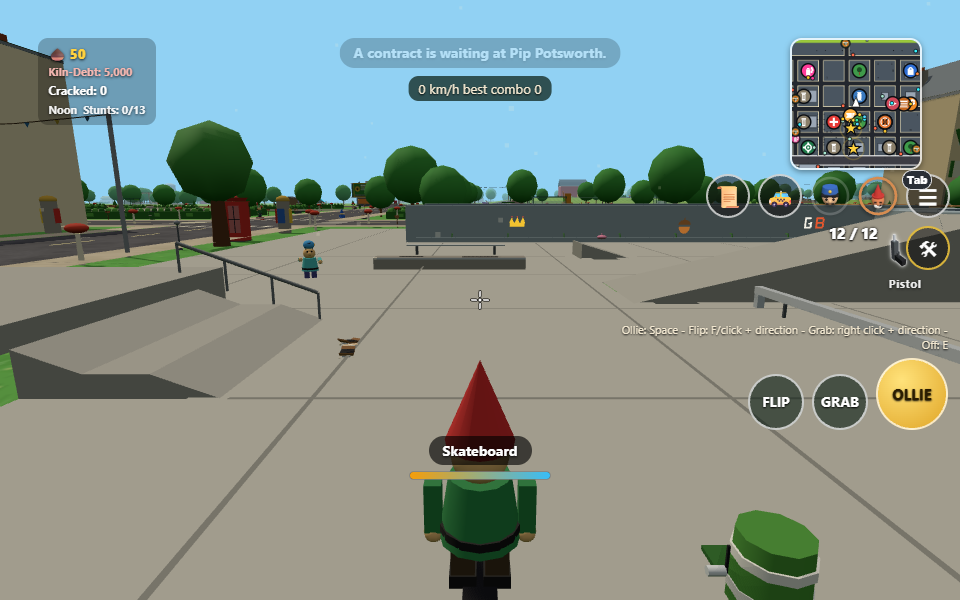 50
Kiln-Debt: 5,000
Cracked: 0
Noon Stunts: 0/13
A contract is waiting at Pip Potsworth.
0 km/h best combo 0
Tab
GB
12 / 12
Pistol
Ollie: Space - Flip: F/click + direction - Grab: right click + direction -
Off: E
FLIP
GRAB
OLLIE
Skateboard